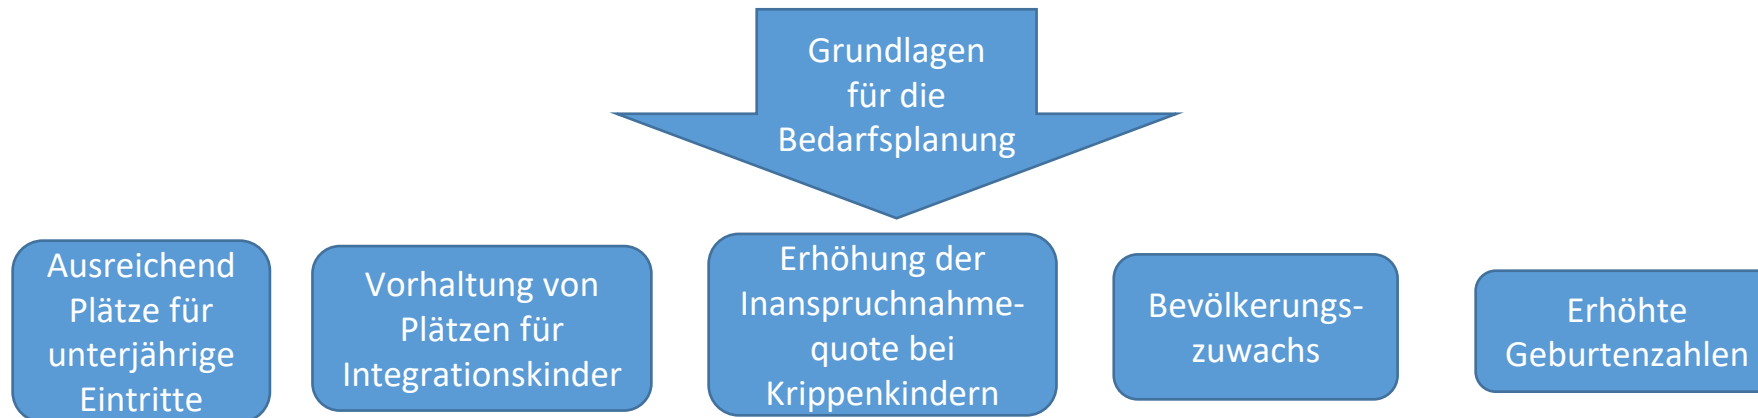 Grundlagen
für die
Bedarfsplanung
Ausreichend
Plätze für
unterjährige
Eintritte
Vorhaltung von
Plätzen für
Integrationskinder
Erhöhung der
Inanspruchnahme-
quote bei
Krippenkindern
Bevölkerungs-
zuwachs
Erhöhte
Geburtenzahlen